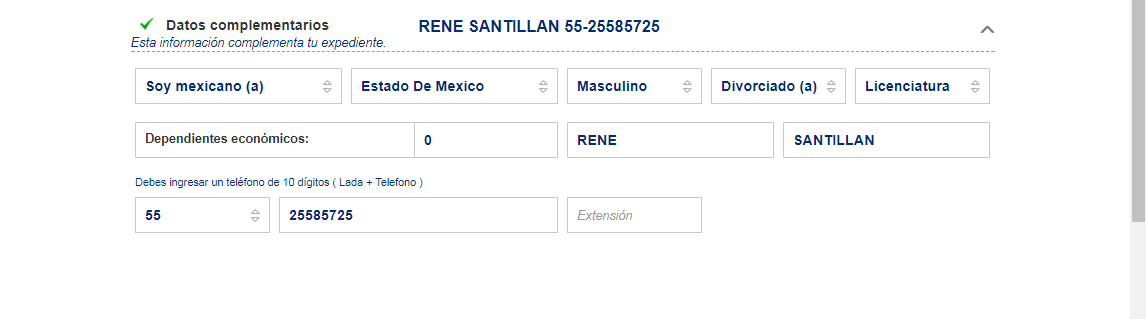 Datos complementarios RENE SANTILLAN 55-25585725
Esta información complementa tu expediente.
Soy mexicano (a) Estado De Mexico Masculino Divorciado (a) Licenciatura
Dependientes económicos: 0 RENE SANTILLAN
Debes ingresar un teléfono de 10 dígitos ( Lada + Telefono )
55 25585725 Extensión